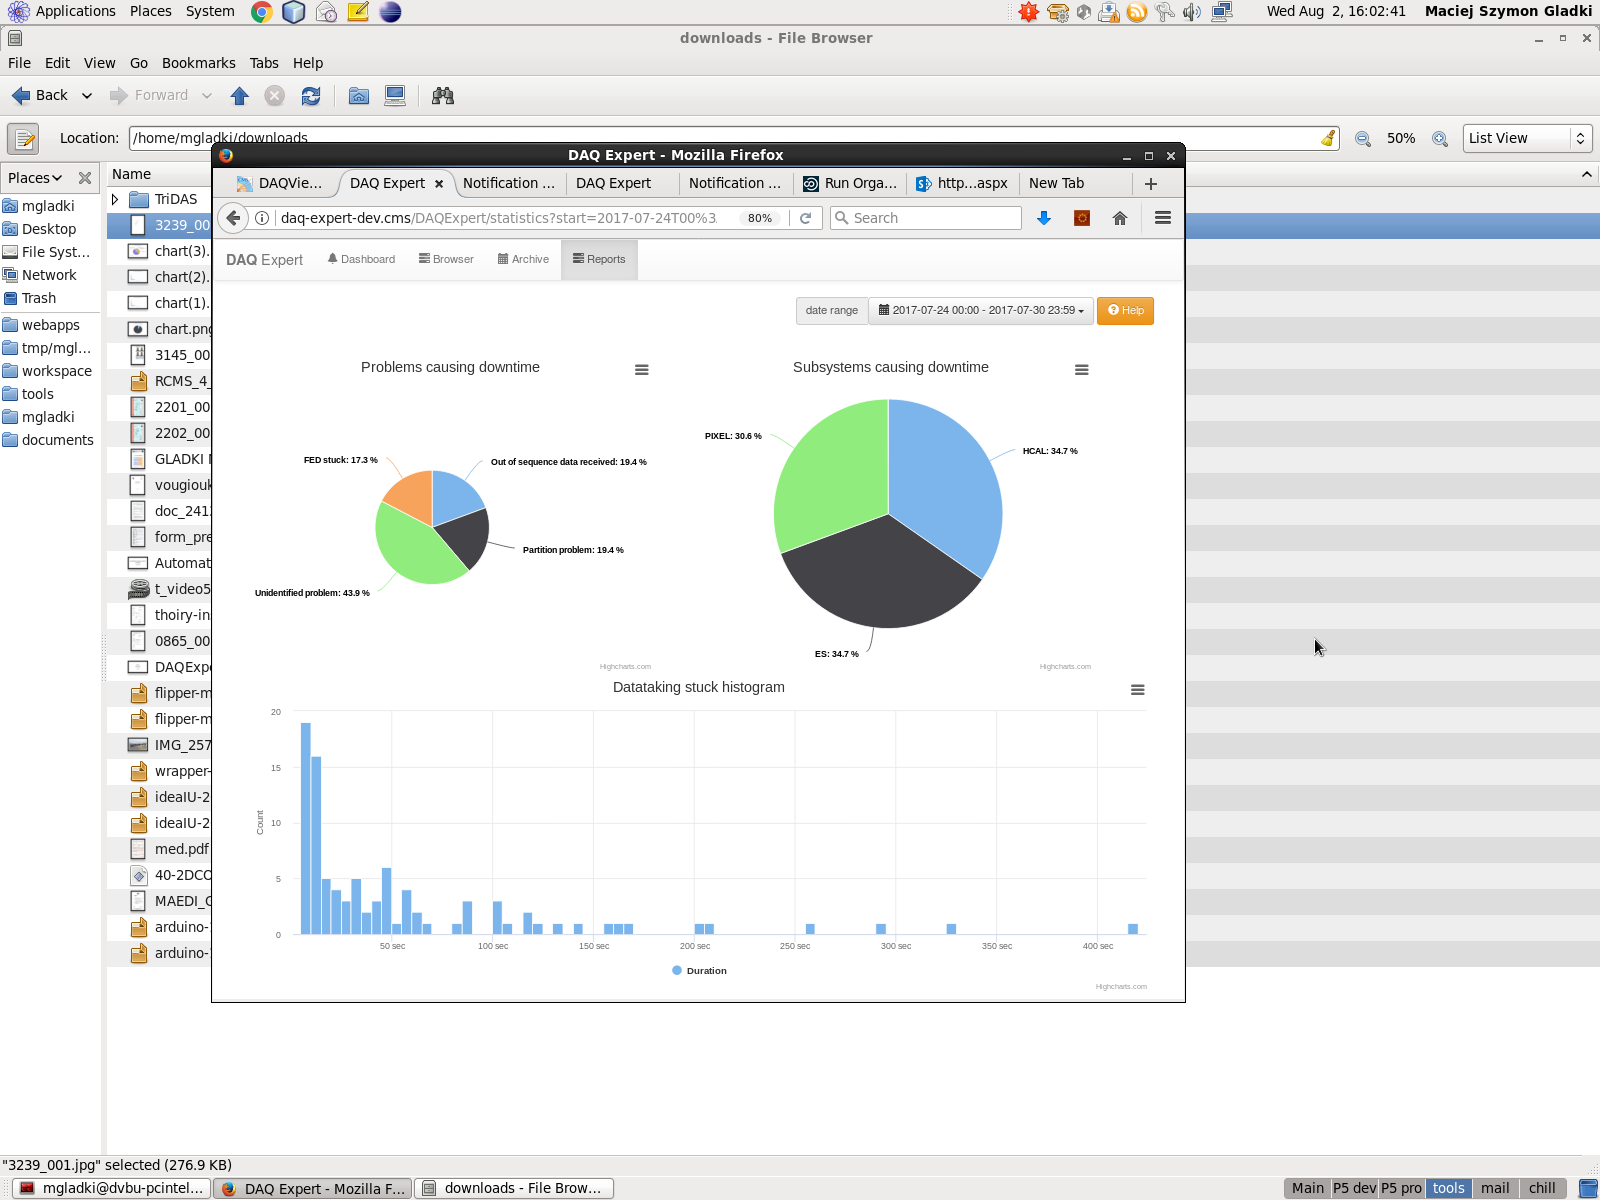 Applications Places System Wed Aug 2, 16:02:41 Maciej Szymon Gladki
downloads - File Browser
File Edit View Go Bookmarks Tabs Help
Back Forward
Location: /home/mgladki/downloads 50% List View
Places
mgladki
Desktop
File Syst...
Network
Trash
webapps
tmp/mgl...
workspace
tools
mgladki
documents
Name
TriDAS
3239_00
chart(3).
chart(2).
chart(1).
chart.png
3145_00
RCMS_4_
2201_00
2202_00
GLADKI
vougiouk
doc_241
form_pre
Automat
t_video5
thoiry-in
0865_00
DAQExpe
flipper-m
flipper-m
IMG_257
wrapper-
ideaIU-2
ideaIU-2
med.pdf
40-2DCO
MAEDI_
arduino-
arduino-
DAQ Expert - Mozilla Firefox
DAQVie... DAQ Expert Notification ... DAQ Expert Notification ... Run Orga... http...aspx New Tab
daq-expert-dev.cms/DAQExpert/statistics?start=2017-07-24T00%3. 80% Search
DAQ Expert Dashboard Browser Archive Reports
date range 2017-07-24 00:00 - 2017-07-30 23:59 Help
Problems causing downtime
FED stuck: 17.3 %
Out of sequence data received: 19.4 %
Partition problem: 19.4 %
Unidentified problem: 43.9 %
Highcharts.com
Subsystems causing downtime
PIXEL: 30.6 %
HCAL: 34.7 %
ES: 34.7 %
Highcharts.com
Datataking stuck histogram
20
15
10
5
0
Count
50 sec 100 sec 150 sec 200 sec 250 sec 300 sec 350 sec 400 sec
Duration
Highcharts.com
"3239_001.jpg" selected (276.9 KB)
mgladki@dvbu-pcintel... DAQ Expert - Mozilla F... downloads - File Brow... Main P5 dev P5 pro tools mail chill